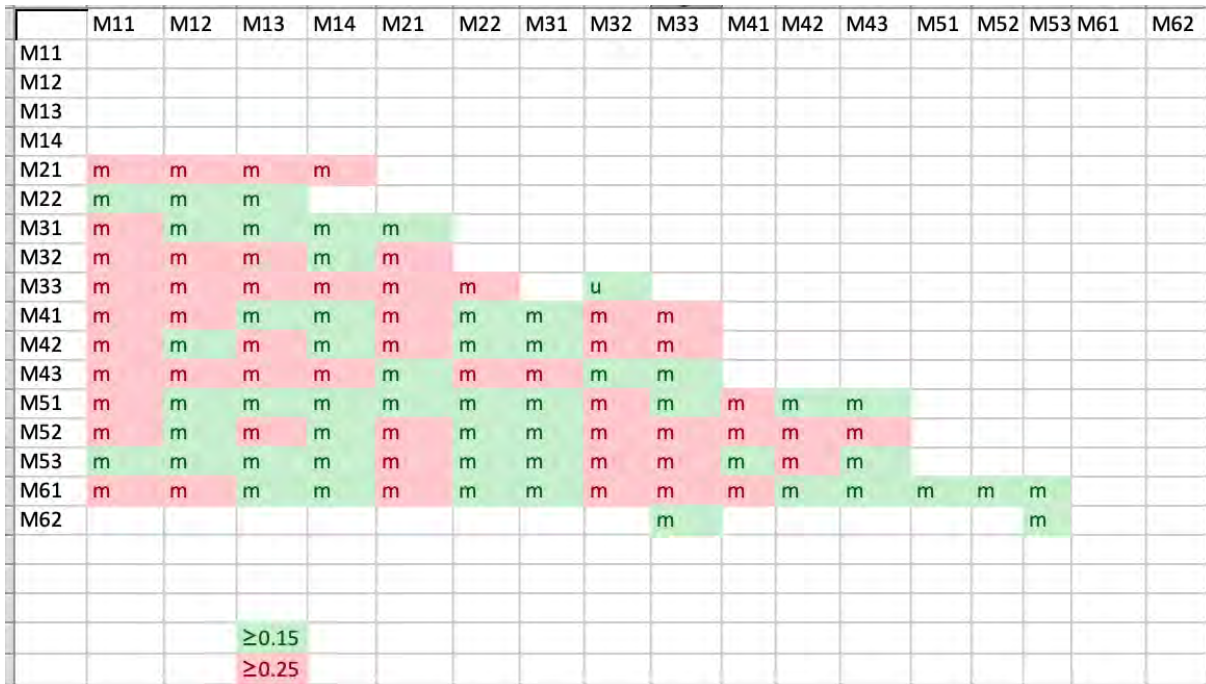 M11 M12 M13 M14 M21 M22 M31 M32 M33 M41 M42 M43 M51 M52 M53 M61 M62
M11
M12
M13
M14
M21 m m m m
M22 m m m
M31 m m m m m
M32 m m m m m
M33 m m m m m m u
M41 m m m m m m m m m
M42 m m m m m m m m m
M43 m m m m m m m m m
M51 m m m m m m m m m m m m
M52 m m m m m m m m m m m m
M53 m m m m m m m m m m m m
M61 m m m m m m m m m m m m m m m
M62 m m
≥0.15
≥0.25